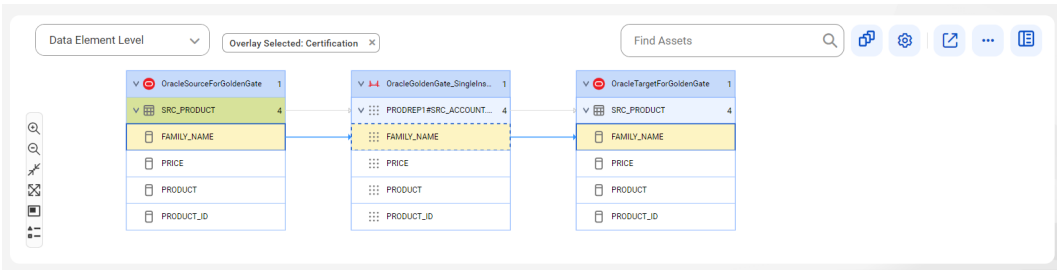 Data Element Level
Overlay Selected: Certification ×
Find Assets
OracleSourceForGoldenGate 1
SRC_PRODUCT 4
FAMILY_NAME
PRICE
PRODUCT
PRODUCT_ID
OracleGoldenGate_SingleIns... 1
PRODREP1#SRC_ACCOUNT.... 4
FAMILY_NAME
PRICE
PRODUCT
PRODUCT_ID
OracleTargetForGoldenGate 1
SRC_PRODUCT 4
FAMILY_NAME
PRICE
PRODUCT
PRODUCT_ID